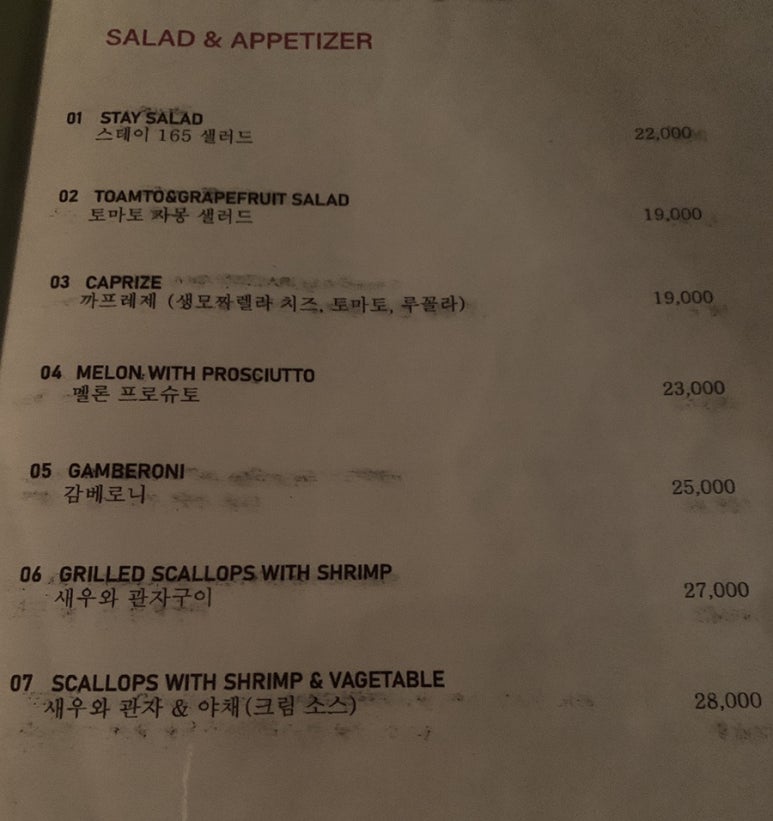 SALAD & APPETIZER
01 STAY SALAD
스테이 165 샐러드 22,000
02 TOAMTO&GRAPEFRUIT SALAD
토마토 자몽 샐러드 19,000
03 CAPRIZE
까프레제 (생모짜렐라 치즈, 토마토, 루꼴라) 19,000
04 MELON WITH PROSCIUTTO
멜론 프로슈토 23,000
05 GAMBERONI
감베로니 25,000
06 GRILLED SCALLOPS WITH SHRIMP
새우와 관자구이 27,000
07 SCALLOPS WITH SHRIMP & VAGETABLE
새우와 관자 & 야채(크림 소스) 28,000